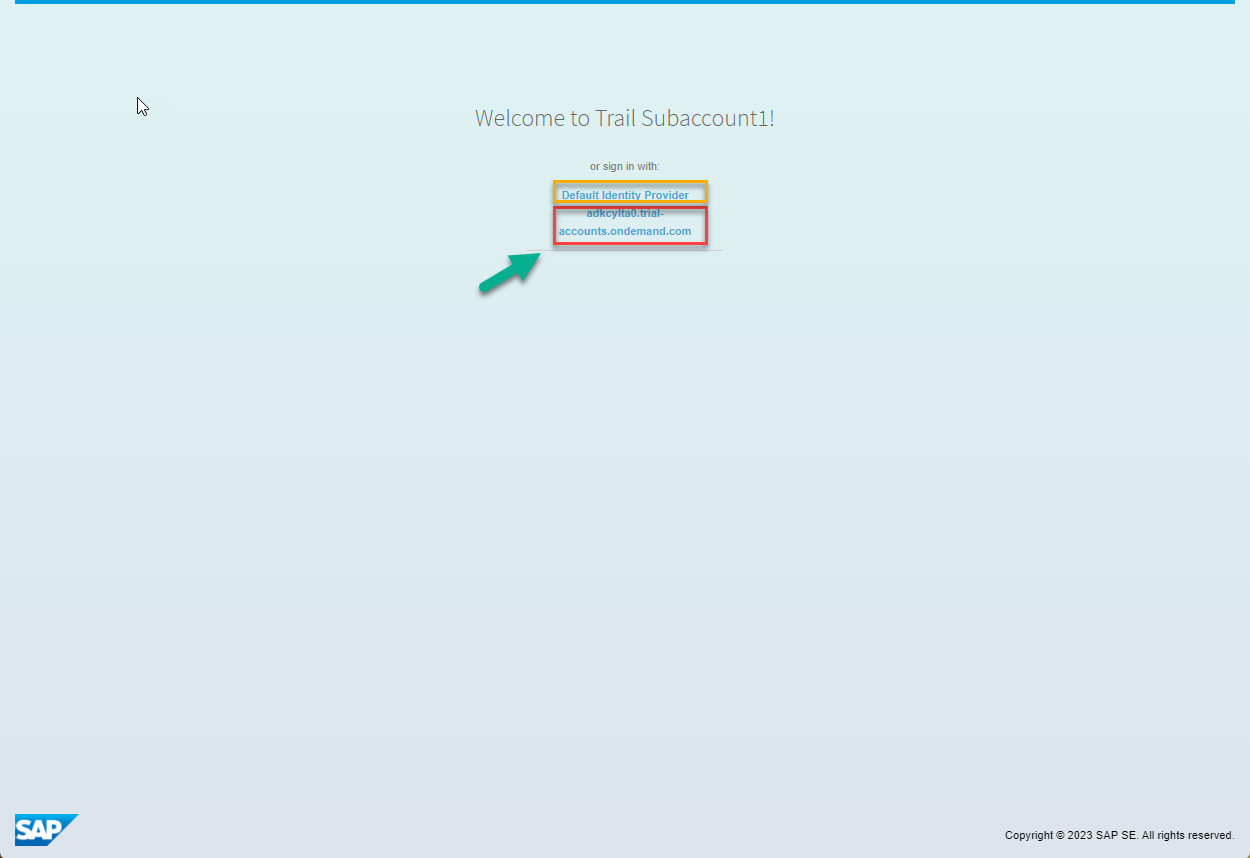 Welcome to Trail Subaccount1!
or sign in with:
Default Identity Provider
adkcylta0.trial-
accounts.ondemand.com
SAP
Copyright © 2023 SAP SE. All rights reserved.